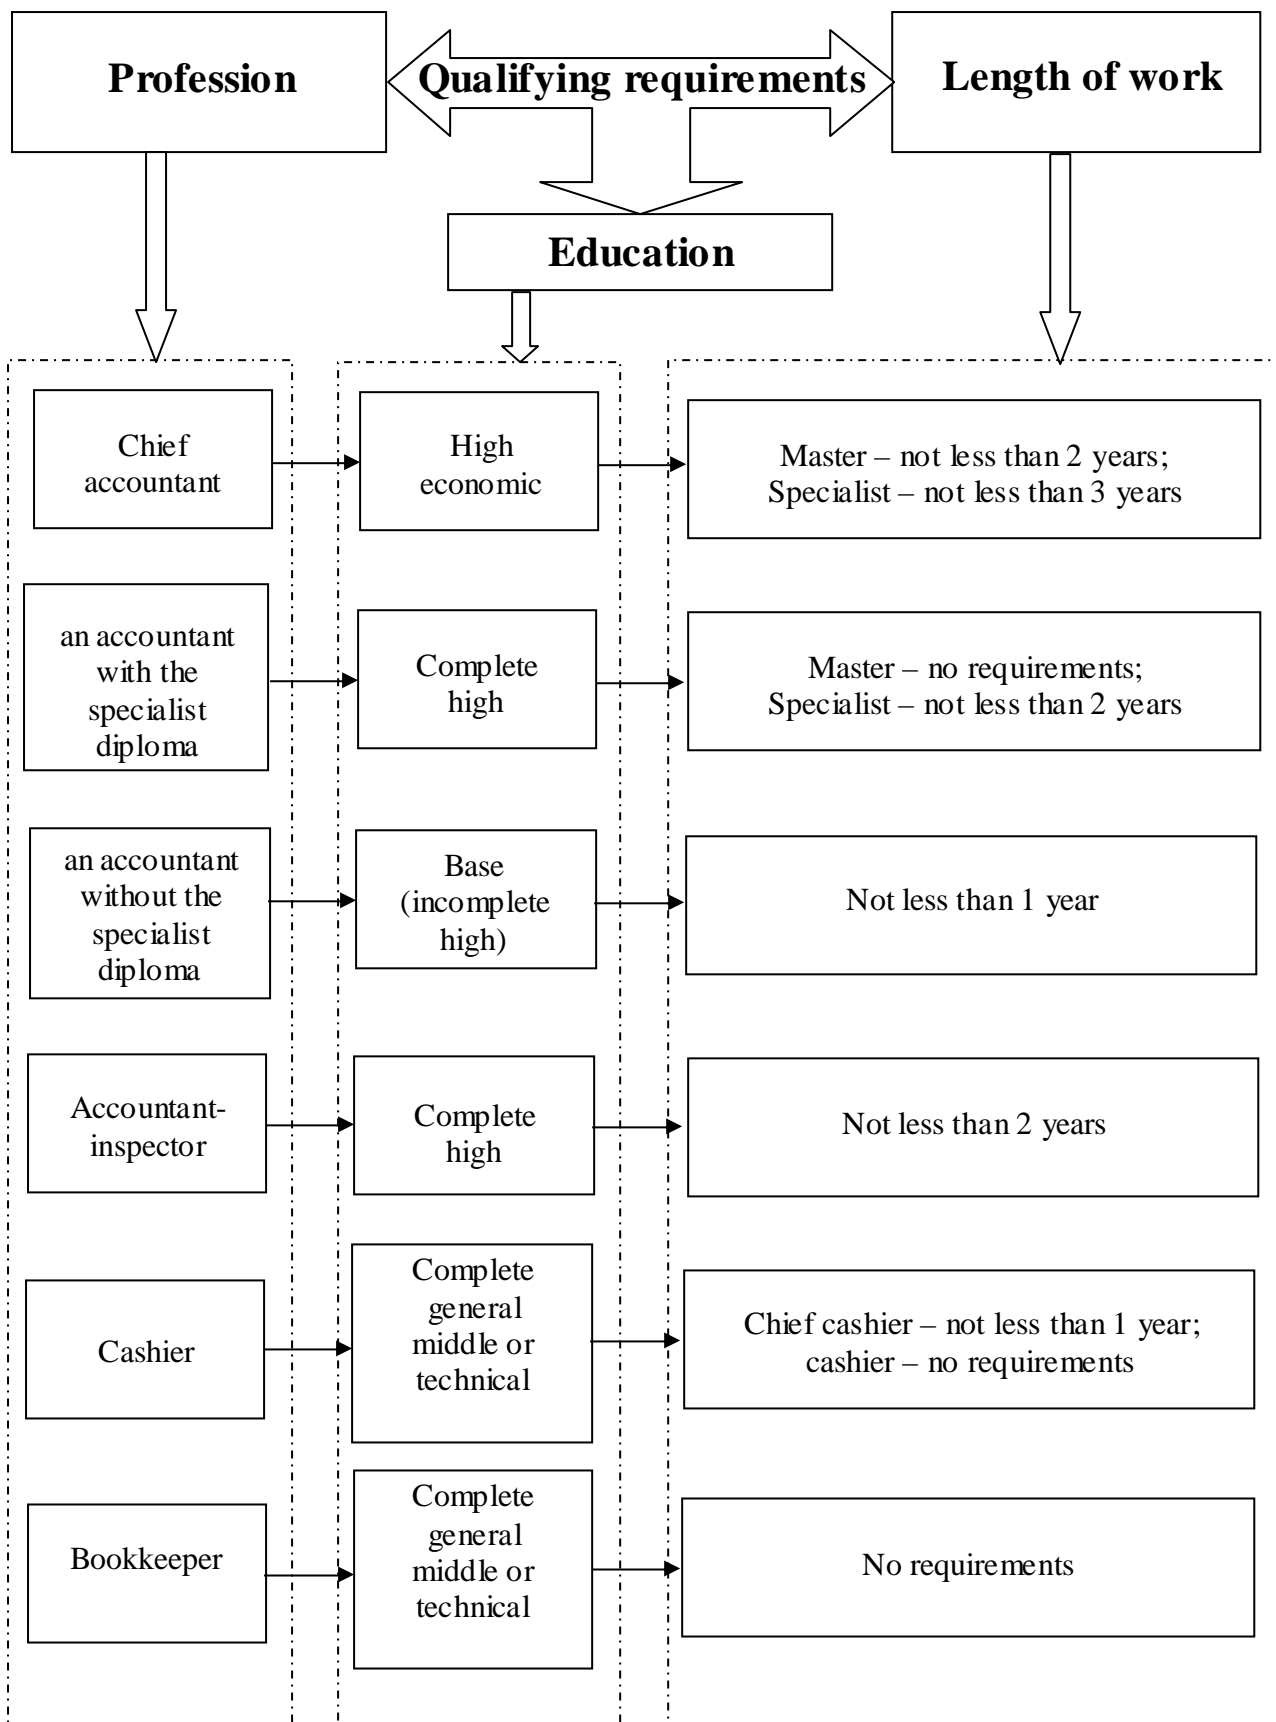 Profession
Qualifying requirements
Length of work
Education
Chief
accountant
High
economic
Master – not less than 2 years;
Specialist – not less than 3 years
an accountant
with the
specialist
diploma
Complete
high
Master – no requirements;
Specialist – not less than 2 years
an accountant
without the
specialist
diploma
Base
(incomplete
high)
Not less than 1 year
Accountant-
inspector
Complete
high
Not less than 2 years
Cashier
Complete
general
middle or
technical
Chief cashier – not less than 1 year;
cashier – no requirements
Bookkeeper
Complete
general
middle or
technical
No requirements